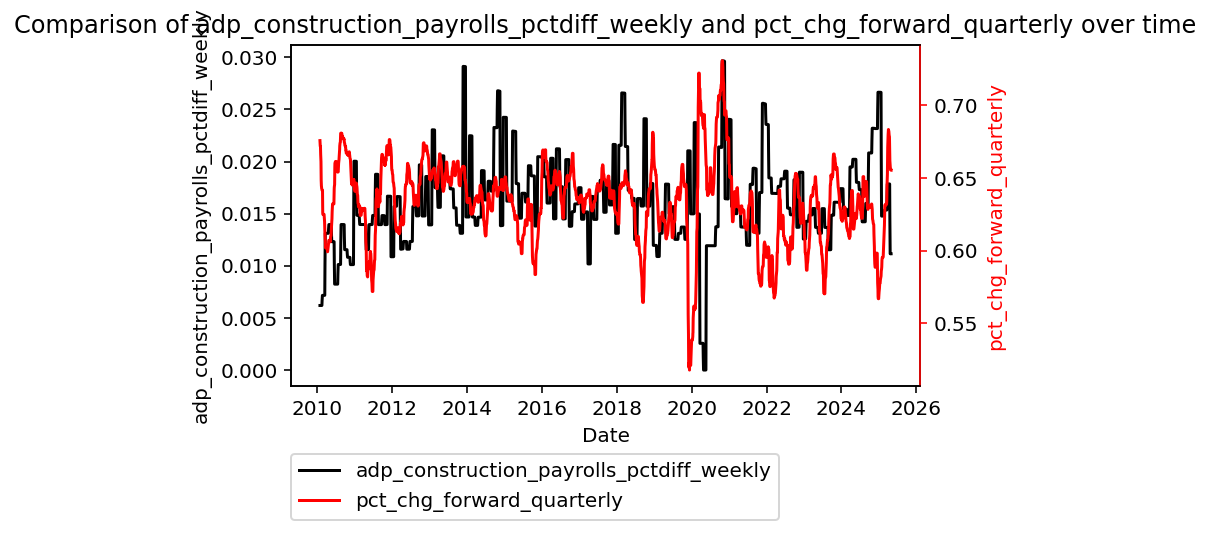 Comparison of adp_construction_payrolls_pctdiff_weekly and pct_chg_forward_quarterly over time
adp_construction_payrolls_pctdiff_weekly
0.030
0.025
0.020
0.015
0.010
0.005
0.000
0.70
0.65
0.60
0.55
pct_chg_forward_quarterly
2010 2012 2014 2016 2018 2020 2022 2024 2026
Date
adp_construction_payrolls_pctdiff_weekly
pct_chg_forward_quarterly